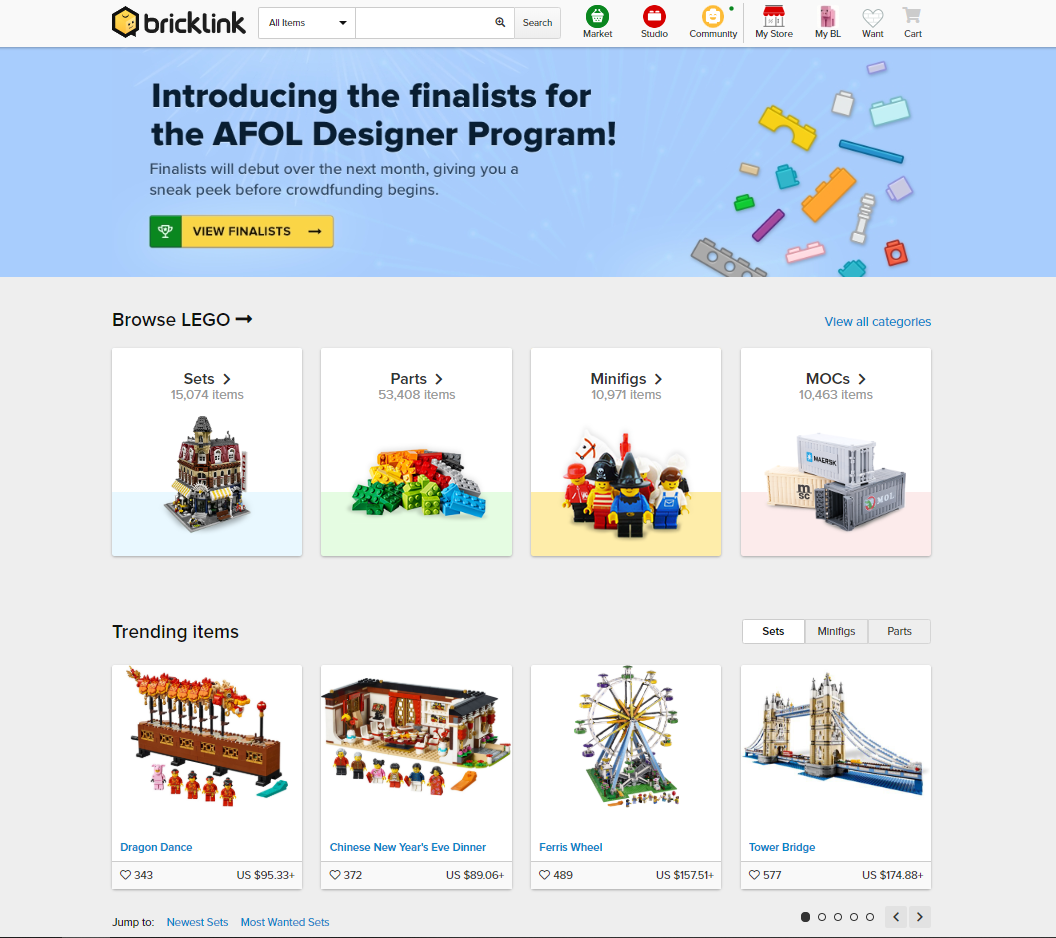 bricklink
All Items
Search
Market
Studio
Community
My Store
My BL
Want
Cart
Introducing the finalists for
the AFOL Designer Program!
Finalists will debut over the next month, giving you a
sneak peek before crowdfunding begins.
VIEW FINALISTS
Browse LEGO
View all categories
Sets
15,074 items
Parts
53,408 items
Minifigs
10,971 items
MOCs
10,463 items
MAERSK
m
SC
MOL
Trending items
Sets
Minifigs
Parts
Dragon Dance
343
US $95.33+
Chinese New Year's Eve Dinner
372
US $89.06+
Ferris Wheel
489
US $157.51+
Tower Bridge
577
US $174.88+
Jump to:
Newest Sets
Most Wanted Sets